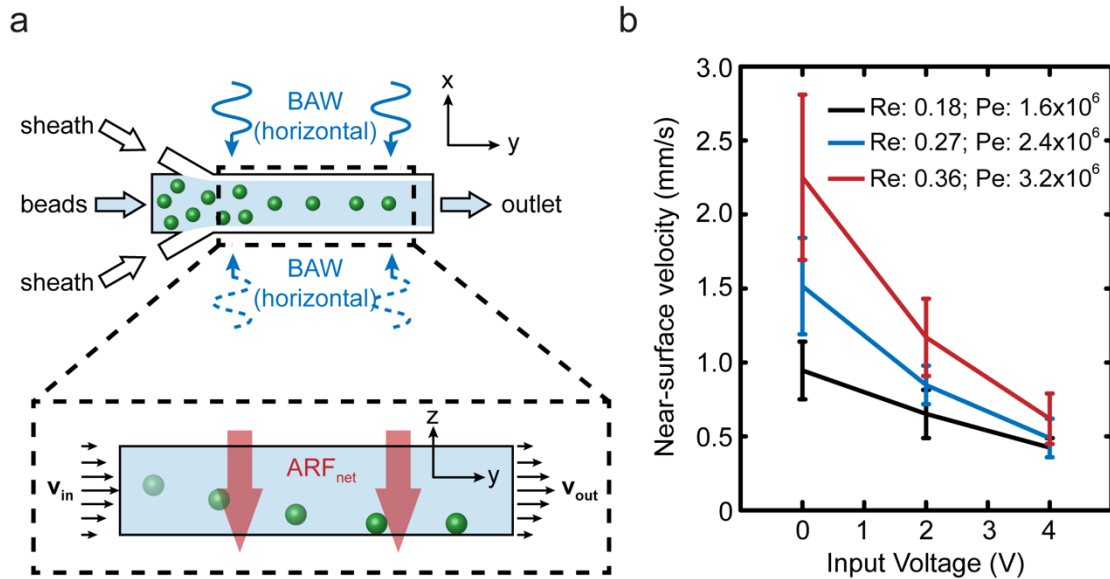 a
sheath
beads
sheath
BAW
(horizontal)
x
y
outlet
BAW
(horizontal)
v_in
ARF_net
z
y
v_out
b
Near-surface velocity (mm/s)
3.0
2.5
2.0
1.5
1.0
0.5
0
Re: 0.18; Pe: 1.6x10^6
Re: 0.27; Pe: 2.4x10^6
Re: 0.36; Pe: 3.2x10^6
0 1 2 3 4
Input Voltage (V)